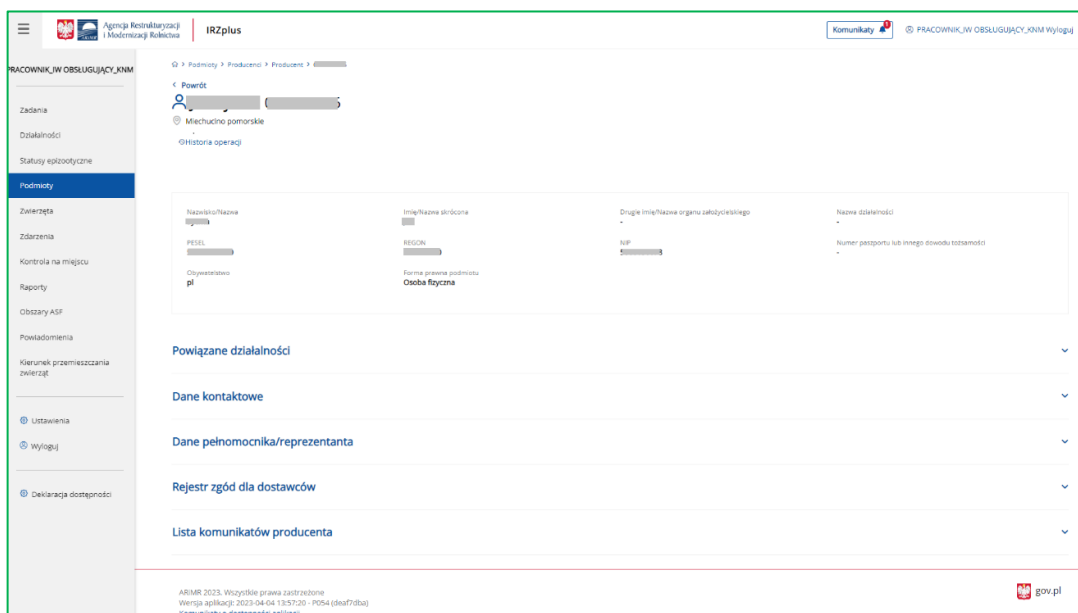 Agencja Restrukturyzacji
i Modernizacji Rolnictwa
IRZplus
Komunikaty 1
PRACOWNIK_IW OBSŁUGUJĄCY_KNM Wyloguj
PRACOWNIK_IW OBSŁUGUJĄCY_KNM
Zadania
Działalności
Statusy epizootyczne
Podmioty
Zwierzęta
Zdarzenia
Kontrola na miejscu
Raporty
Obszary ASF
Powiadomienia
Kierunek przemieszczania
zwierząt
Ustawienia
Wyloguj
Deklaracja dostępności
> Podmioty > Producenci > Producent >
< Powrót
Miechucino pomorskie
-
Historia operacji
Nazwisko/Nazwa
Imię/Nazwa skrócona
Drugie imię/Nazwa organu założycielskiego
-
Nazwa działalności
-
PESEL
REGON
NIP
Numer paszportu lub innego dowodu tożsamości
-
Obywatelstwo
pl
Forma prawna podmiotu
Osoba fizyczna
Powiązane działalności
Dane kontaktowe
Dane pełnomocnika/reprezentanta
Rejestr zgód dla dostawców
Lista komunikatów producenta
ARiMR 2023. Wszystkie prawa zastrzeżone
Wersja aplikacji: 2023-04-04 13:57:20 - P054 (deaf7dba)
Komunikaty o dostępności aplikacji
gov.pl